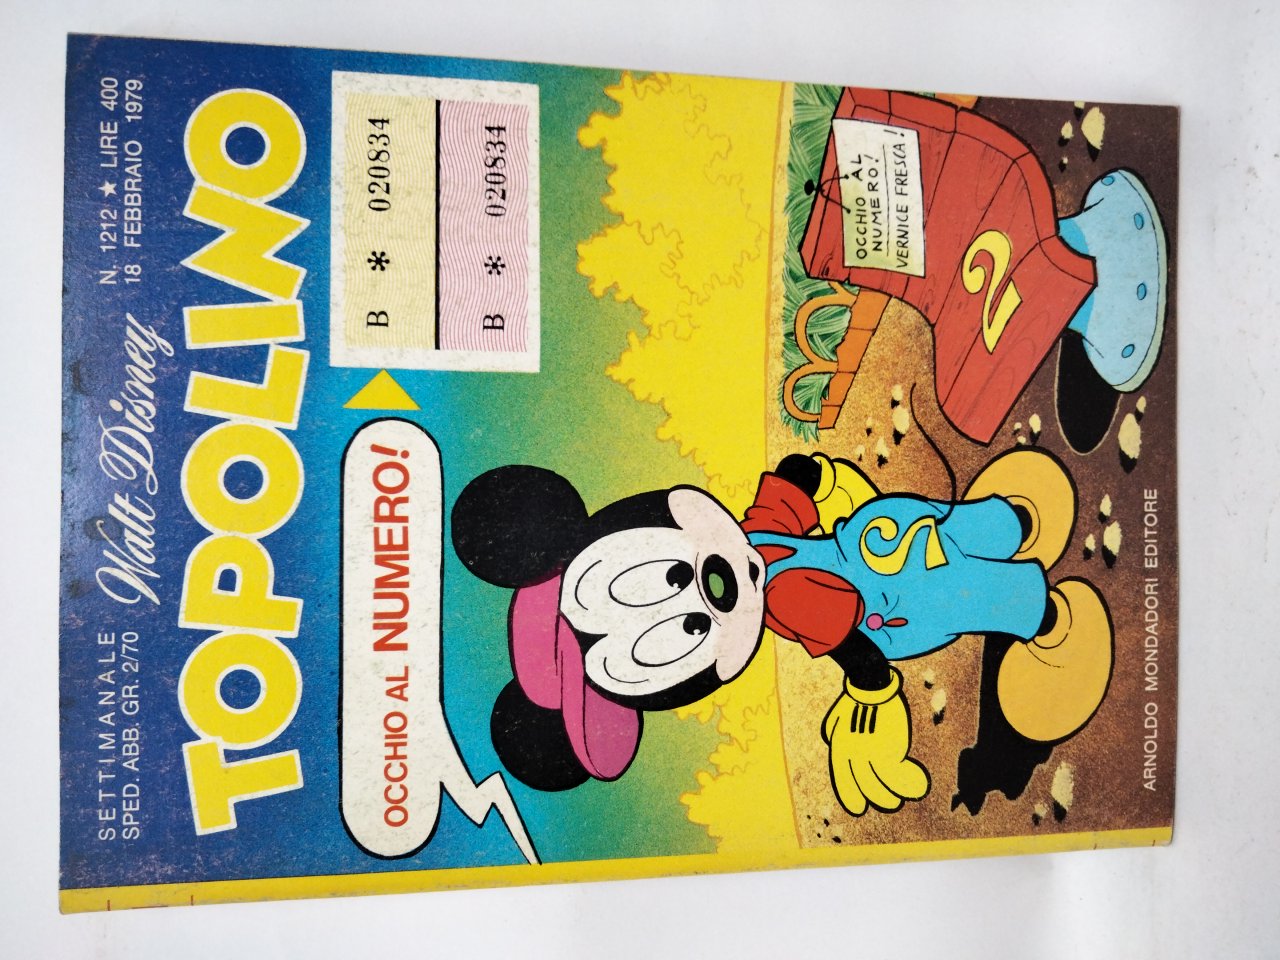 SETTIMANALE
SPED. ABB. GR. 2/70
Walt Disney
N. 1212 ★ LIRE 400
18 FEBBRAIO 1979
TOPOLINO
OCCHIO AL NUMERO!
B * 020834
B * 020834
OCCHIO AL
NUMERO!
VERNICE FRESCA!
2
2
ARNOLDO MONDADORI EDITORE